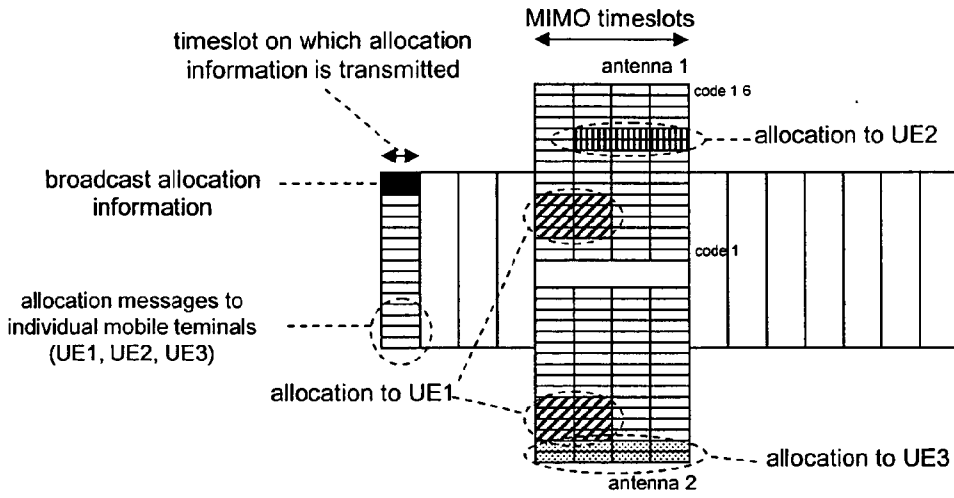 MIMO timeslots
timeslot on which allocation
information is transmitted
antenna 1
code 1 6
allocation to UE2
broadcast allocation
information
code 1
allocation messages to
individual mobile teminals
(UE1, UE2, UE3)
allocation to UE1
allocation to UE3
antenna 2